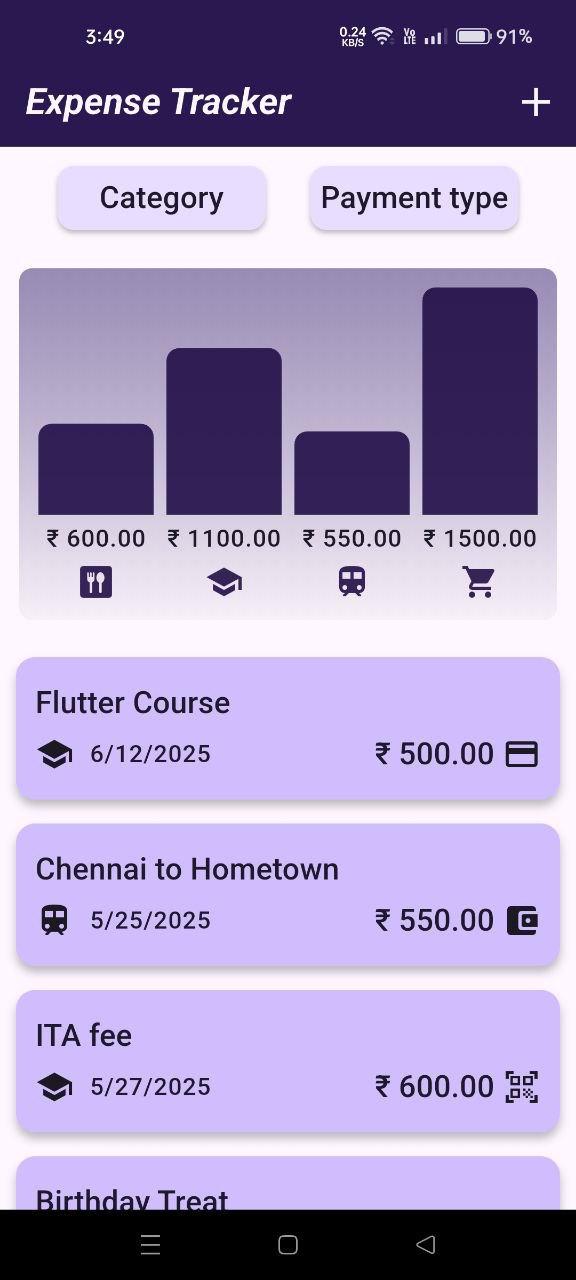 3:49
0.24 KB/S
Vo LTE
91%
Expense Tracker
Category
Payment type
₹ 600.00 ₹ 1100.00 ₹ 550.00 ₹ 1500.00
Flutter Course
6/12/2025 ₹ 500.00
Chennai to Hometown
5/25/2025 ₹ 550.00
ITA fee
5/27/2025 ₹ 600.00
Birthday Treat